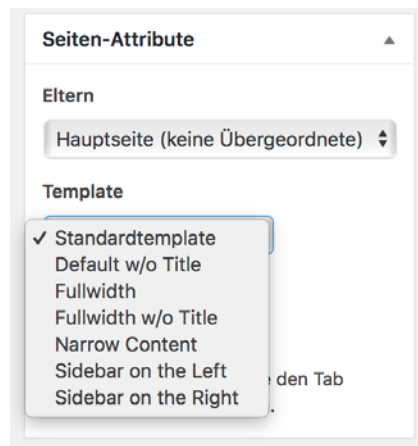 Seiten-Attribute
Eltern
Hauptseite (keine Übergeordnete)
Template
✓ Standardtemplate
Default w/o Title
Fullwidth
Fullwidth w/o Title
Narrow Content
Sidebar on the Left
Sidebar on the Right
den Tab